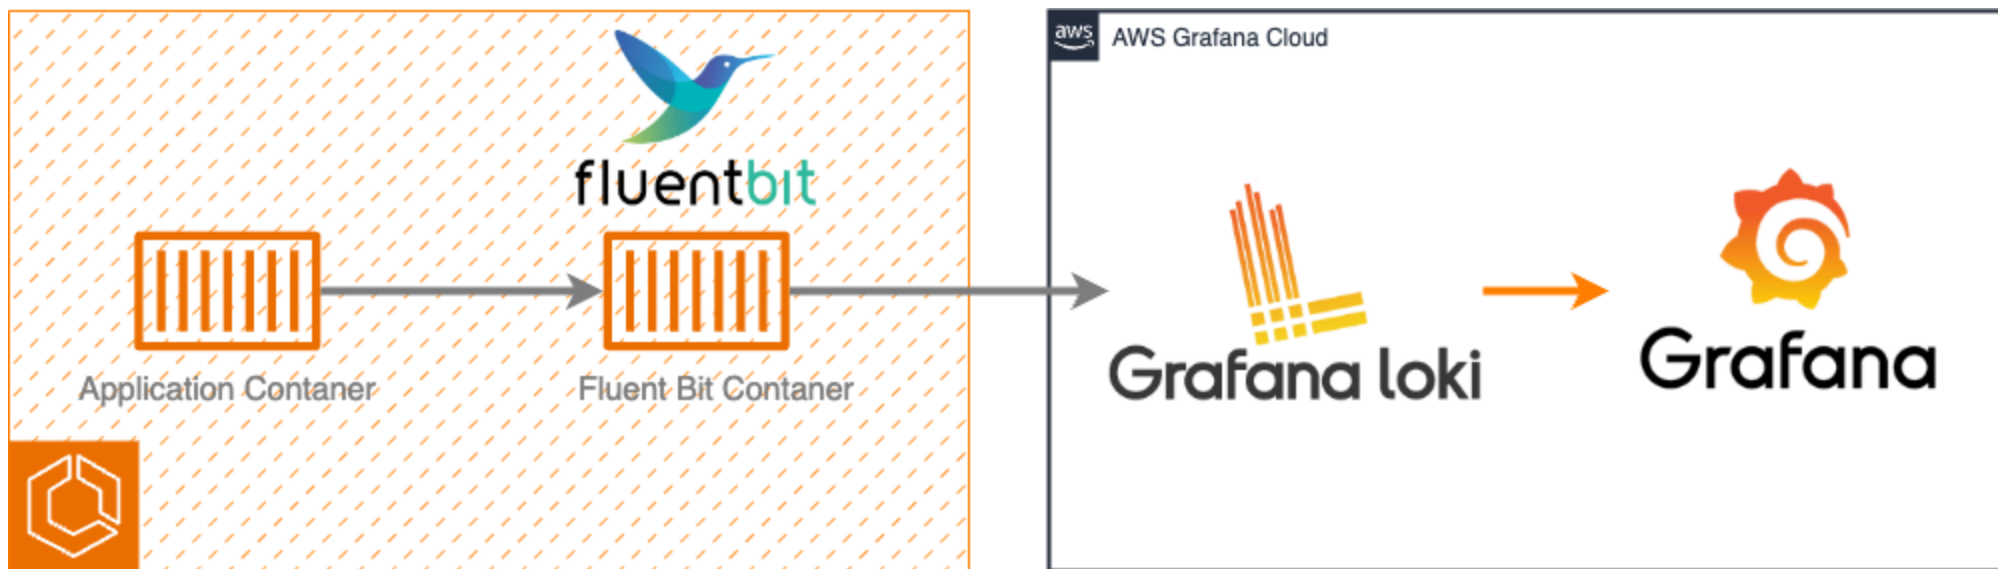 fluentbit
Application Contaner
Fluent Bit Contaner
aws
AWS Grafana Cloud
Grafana loki
Grafana